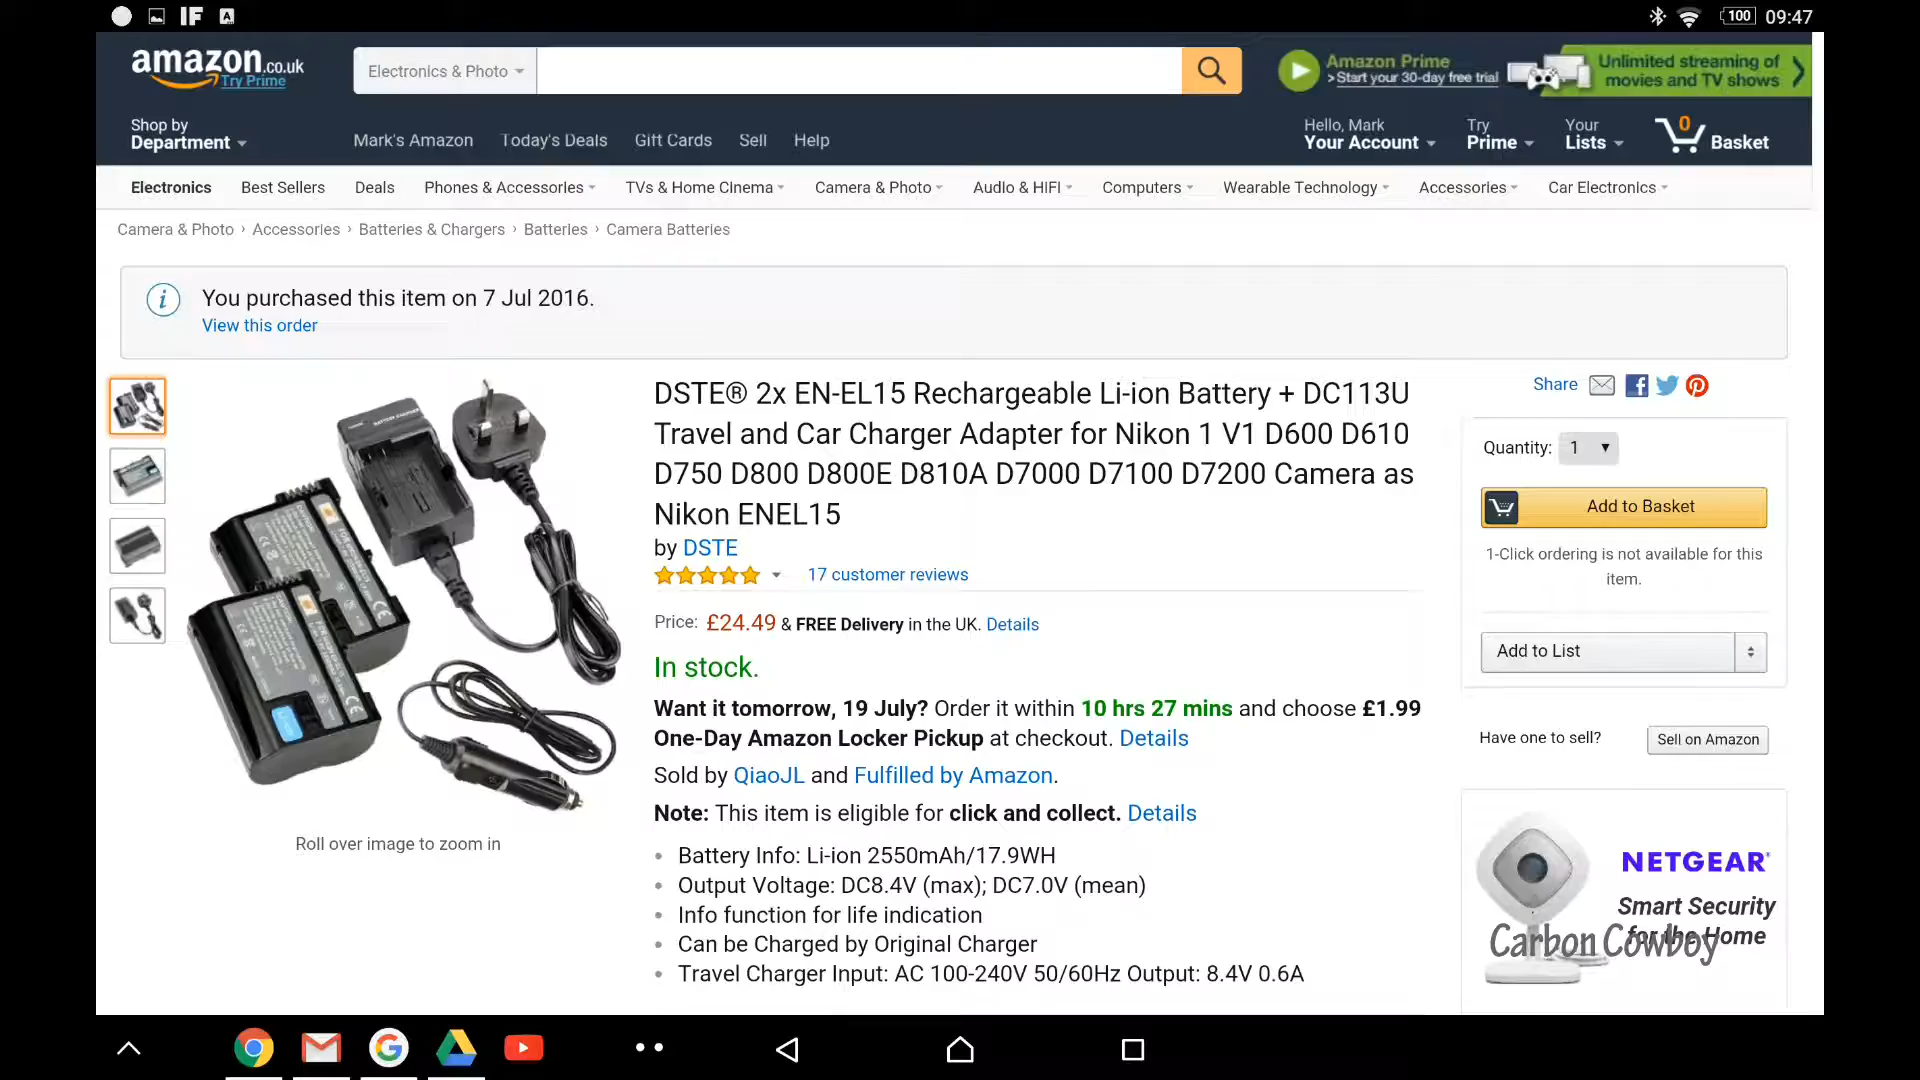 IF A 100 09:47
amazon.co.uk
Try Prime
Electronics & Photo
Amazon Prime
>Start your 30-day free trial
Unlimited streaming of
movies and TV shows
Shop by
Department
Mark's Amazon Today's Deals Gift Cards Sell Help
Hello, Mark
Your Account
Try
Prime
Your
Lists
0
Basket
Electronics Best Sellers Deals Phones & Accessories TVs & Home Cinema Camera & Photo Audio & HiFi Computers Wearable Technology Accessories Car Electronics
Camera & Photo › Accessories › Batteries & Chargers › Batteries › Camera Batteries
i
You purchased this item on 7 Jul 2016.
View this order
DSTE® 2x EN-EL15 Rechargeable Li-ion Battery + DC113U
Travel and Car Charger Adapter for Nikon 1 V1 D600 D610
D750 D800 D800E D810A D7000 D7100 D7200 Camera as
Nikon ENEL15
by DSTE
17 customer reviews
Price: £24.49 & FREE Delivery in the UK. Details
In stock.
Want it tomorrow, 19 July? Order it within 10 hrs 27 mins and choose £1.99
One-Day Amazon Locker Pickup at checkout. Details
Sold by QiaoJL and Fulfilled by Amazon.
Note: This item is eligible for click and collect. Details
• Battery Info: Li-ion 2550mAh/17.9WH
• Output Voltage: DC8.4V (max); DC7.0V (mean)
• Info function for life indication
• Can be Charged by Original Charger
• Travel Charger Input: AC 100-240V 50/60Hz Output: 8.4V 0.6A
Roll over image to zoom in
Share
Quantity: 1
Add to Basket
1-Click ordering is not available for this
item.
Add to List
Have one to sell? Sell on Amazon
NETGEAR
Smart Security
for the Home
Carbon Cowboy